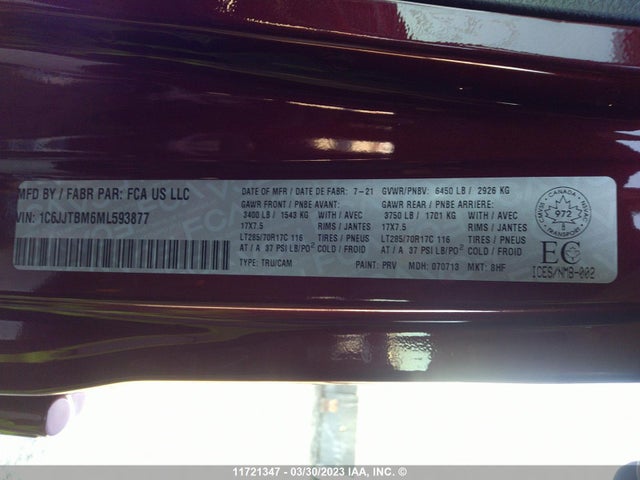 MFD BY / FABR PAR: FCA US LLC
DATE OF MFR / DATE DE FABR: 7-21
GVWR/PNBV: 6450 LB / 2926 KG
VIN: 1C6JJTBM6ML593877
GAWR FRONT / PNBE AVANT:
GAWR REAR / PNBE ARRIERE:
3400 LB / 1543 KG
3750 LB / 1701 KG
17X7.5 RIMS / JANTES
17X7.5 RIMS / JANTES
LT285/70R17C 116 TIRES / PNEUS
LT285/70R17C 116 TIRES / PNEUS
AT / A 37 PSI LB/PO² COLD / FROID
AT / A 37 PSI LB/PO² COLD / FROID
TYPE: TRU/CAM PAINT: PRV MDH: 070713 MKT: 8HF
CANADA
CMVSS NSVAC
972
TRANSPORT
EC
ICES/NMB-002
11721347 - 03/30/2023 IAA, Inc. ©